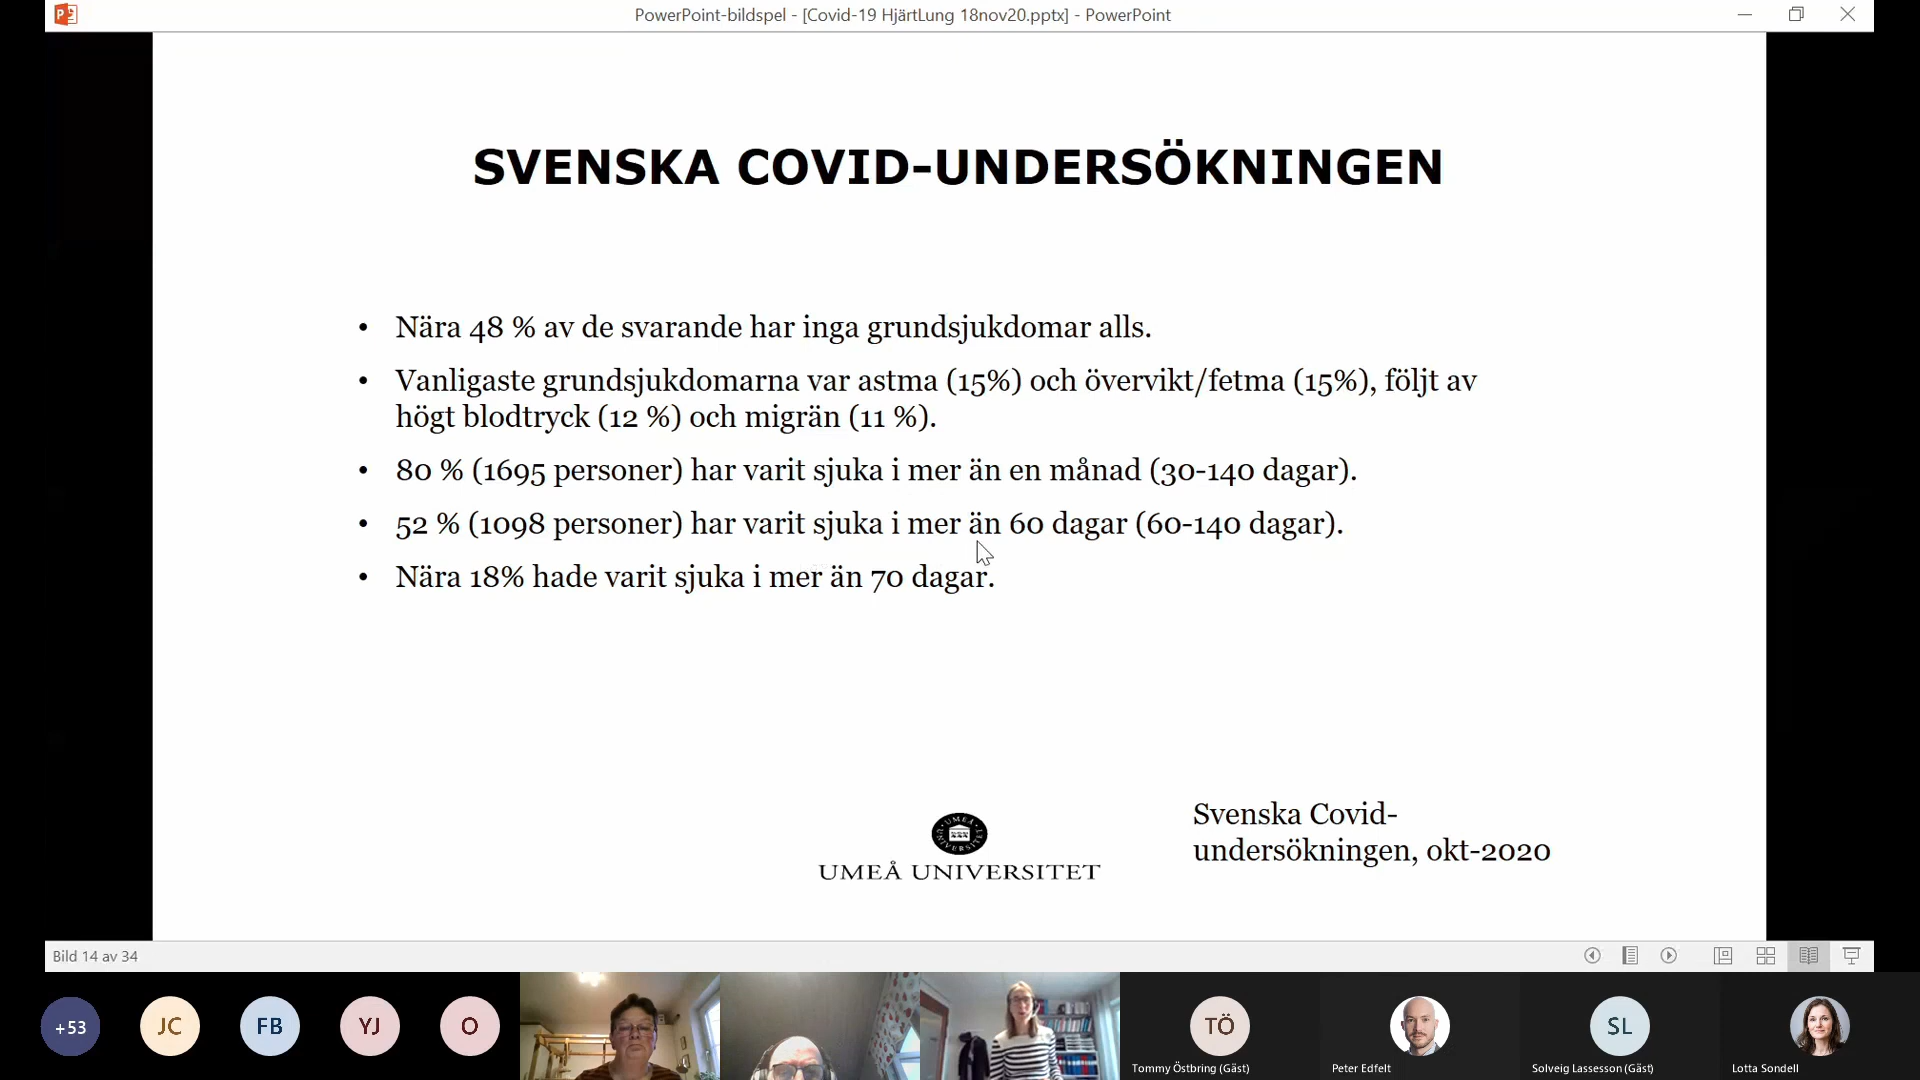 PowerPoint-bildspel - [Covid-19 HjärtLung 18nov20.pptx] - PowerPoint
SVENSKA COVID-UNDERSÖKNINGEN
• Nära 48 % av de svarande har inga grundsjukdomar alls.
• Vanligaste grundsjukdomarna var astma (15%) och övervikt/fetma (15%), följt av
högt blodtryck (12 %) och migrän (11 %).
• 80 % (1695 personer) har varit sjuka i mer än en månad (30-140 dagar).
• 52 % (1098 personer) har varit sjuka i mer än 60 dagar (60-140 dagar).
• Nära 18% hade varit sjuka i mer än 70 dagar.
Svenska Covid-
undersökningen, okt-2020
UMEÅ UNIVERSITET
Bild 14 av 34
+53
JC
FB
YJ
O
TÖ
SL
Tommy Östbring (Gäst)
Peter Edfelt
Solveig Lassesson (Gäst)
Lotta Sondell